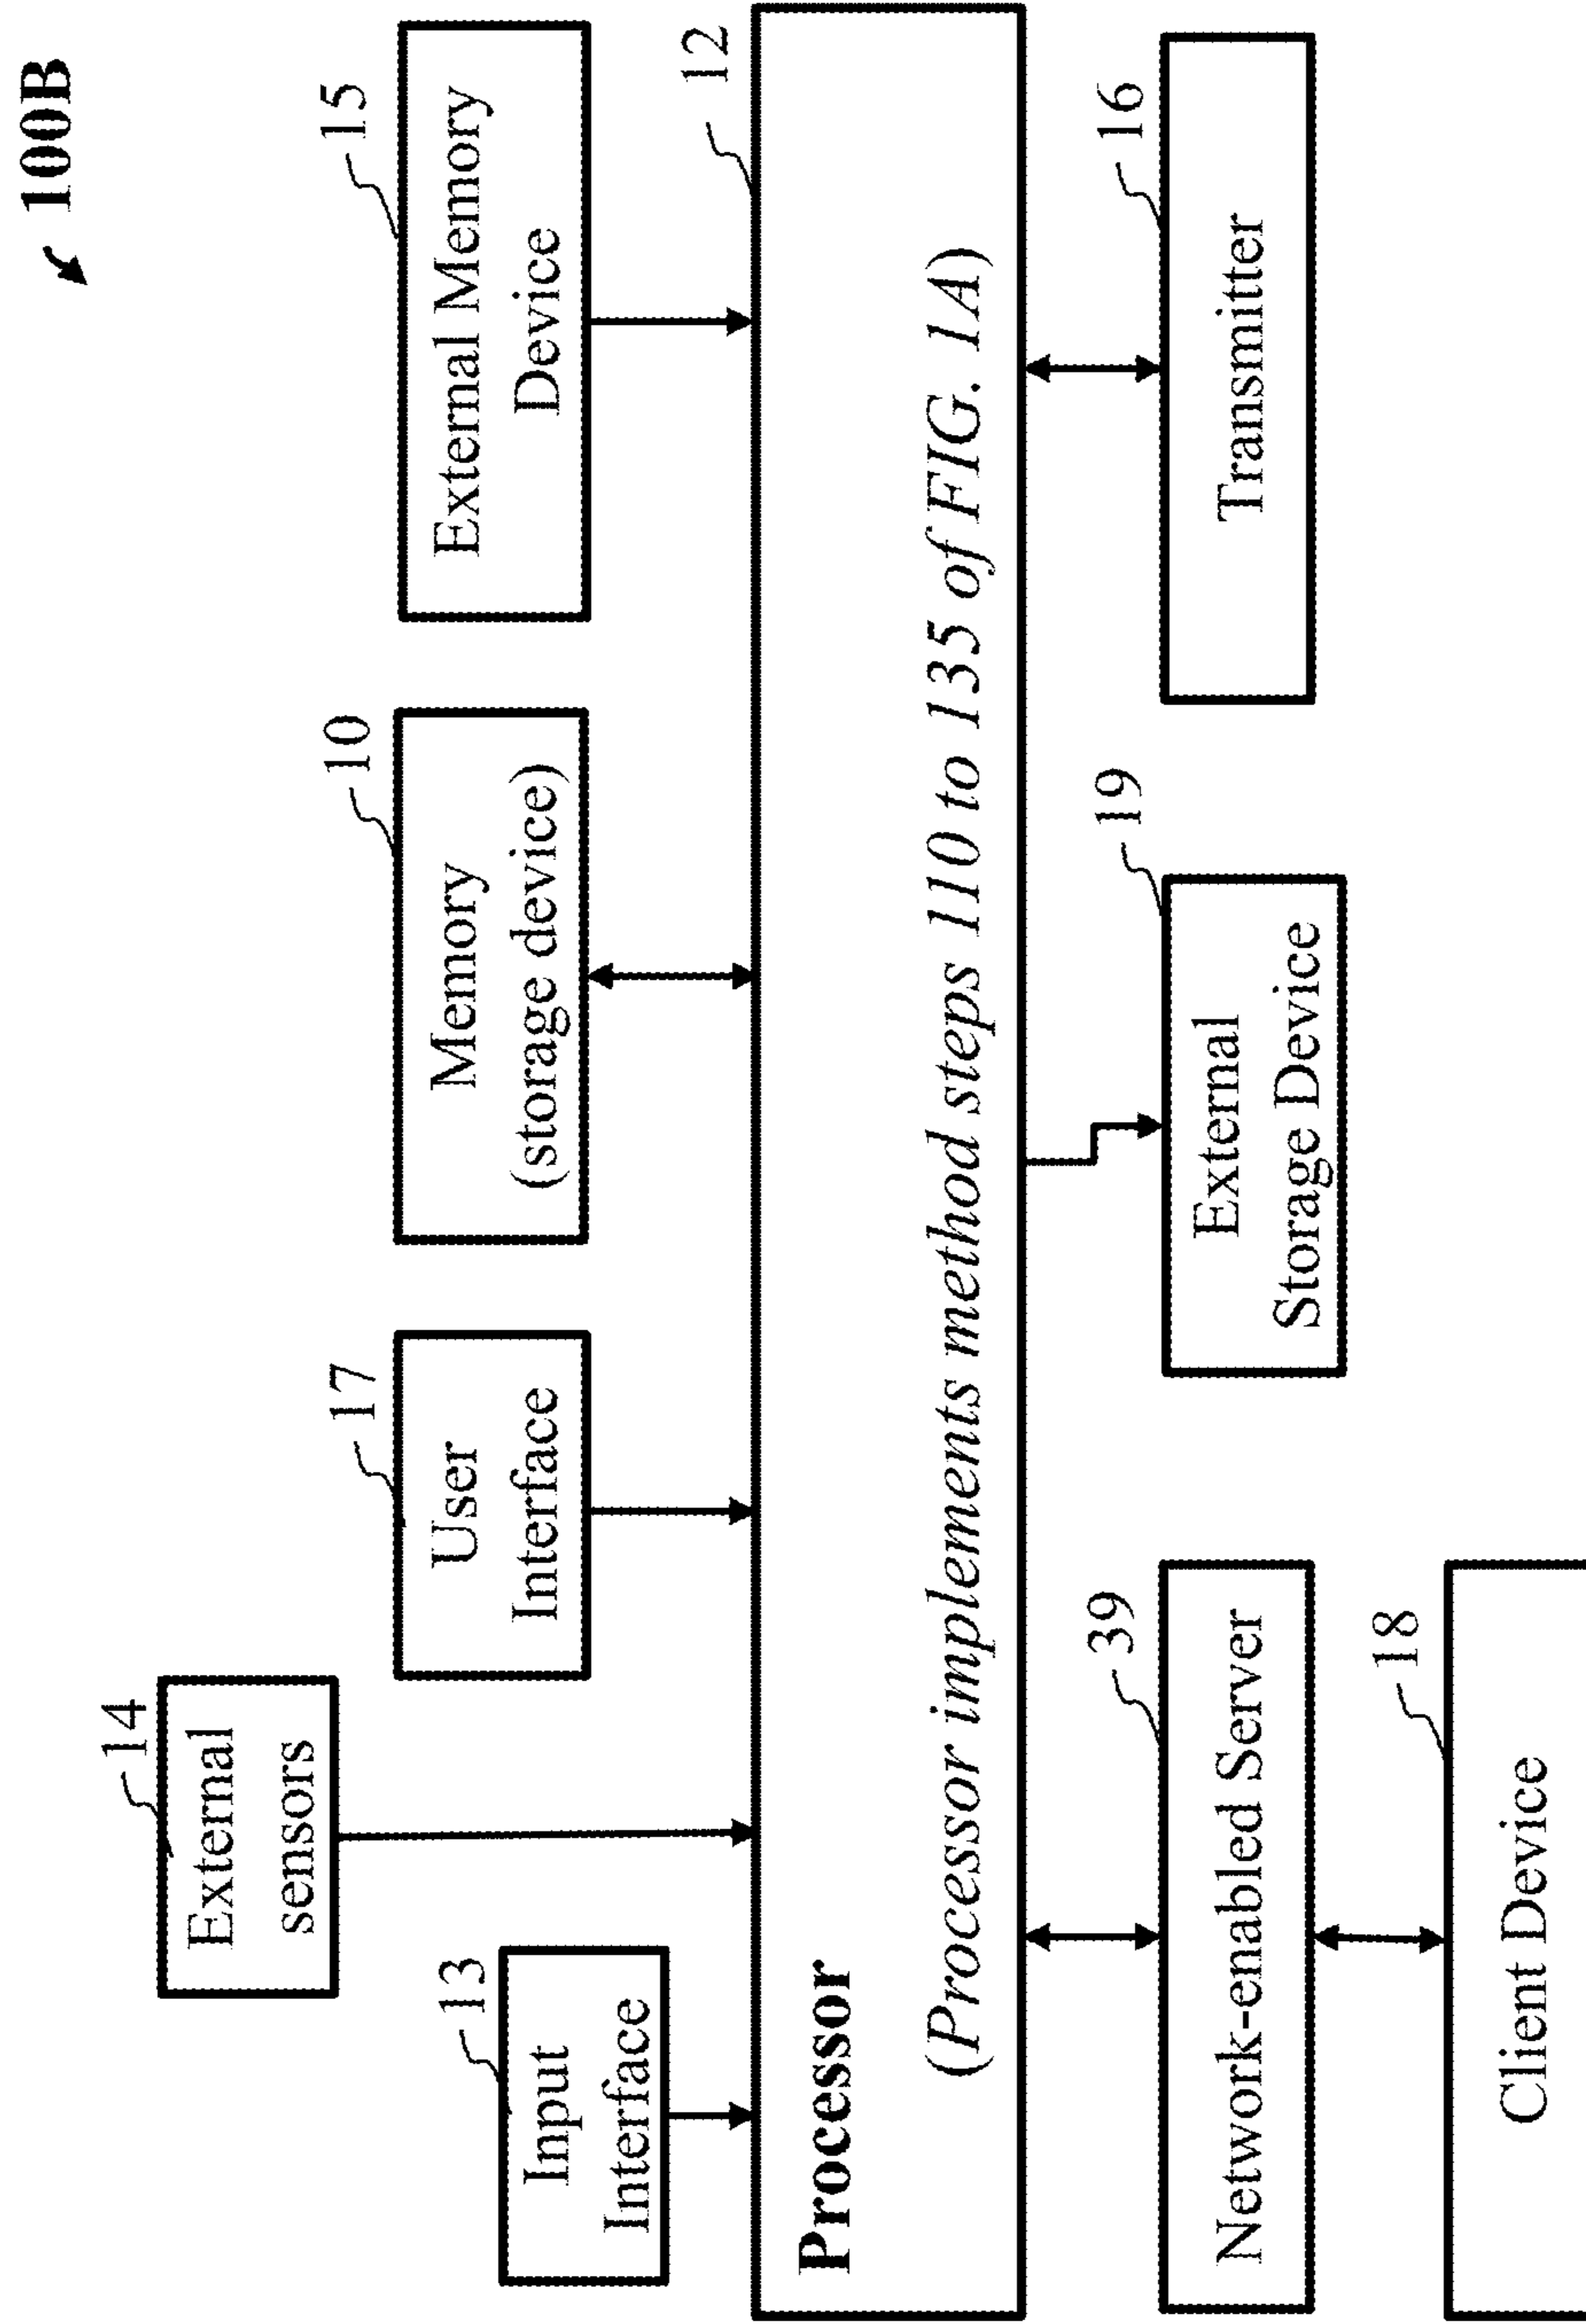 100B
14
External
sensors
13
Input
Interface
17
User
Interface
10
Memory
(storage device)
15
External Memory
Device
12
Processor
(Processor implements method steps 110 to 135 of FIG. 1A)
39
Network-enabled Server
19
External
Storage Device
16
Transmitter
18
Client Device